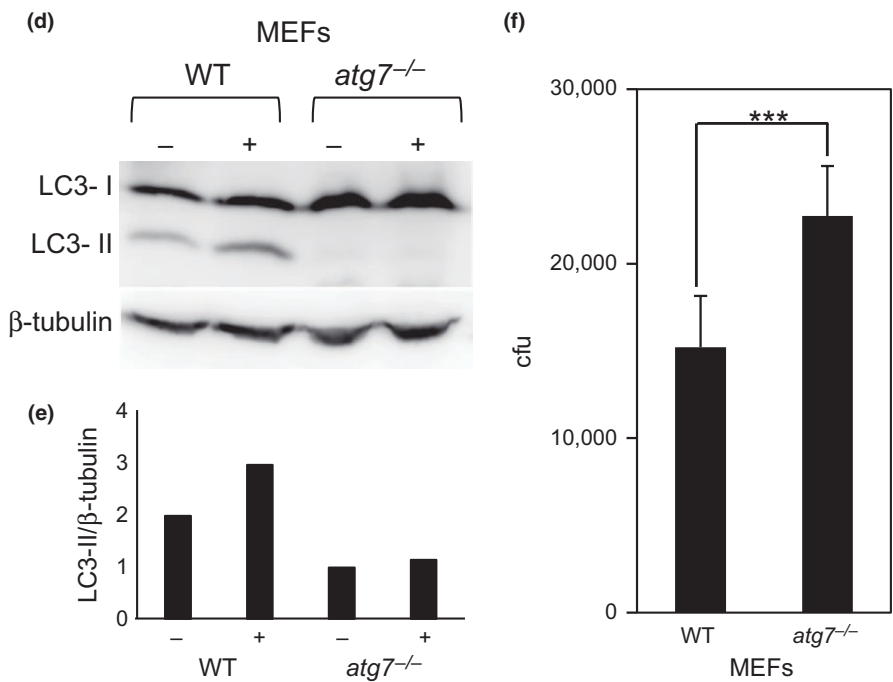 (d)
MEFs
WT atg7–/–
– + – +
LC3- I
LC3- II
β-tubulin
(e)
LC3-II/β-tubulin
4
3
2
1
0
– + – +
WT atg7–/–
(f)
cfu
30,000
20,000
10,000
0
***
WT atg7–/–
MEFs